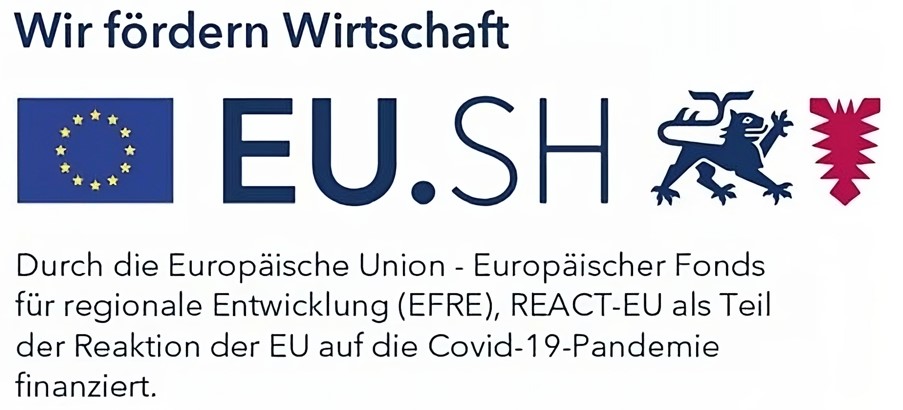 Wir fördern Wirtschaft
EU.SH
Durch die Europäische Union - Europäischer Fonds
für regionale Entwicklung (EFRE), REACT-EU als Teil
der Reaktion der EU auf die Covid-19-Pandemie
finanziert.